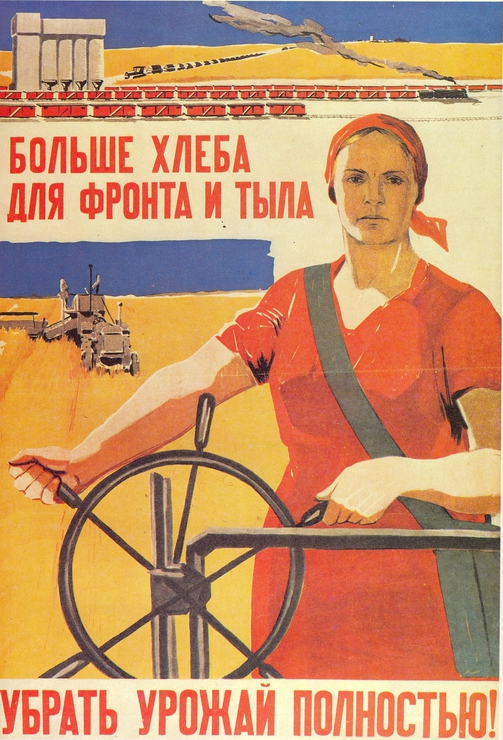 БОЛЬШЕ ХЛЕБА
ДЛЯ ФРОНТА И ТЫЛА
УБРАТЬ УРОЖАЙ ПОЛНОСТЬЮ!